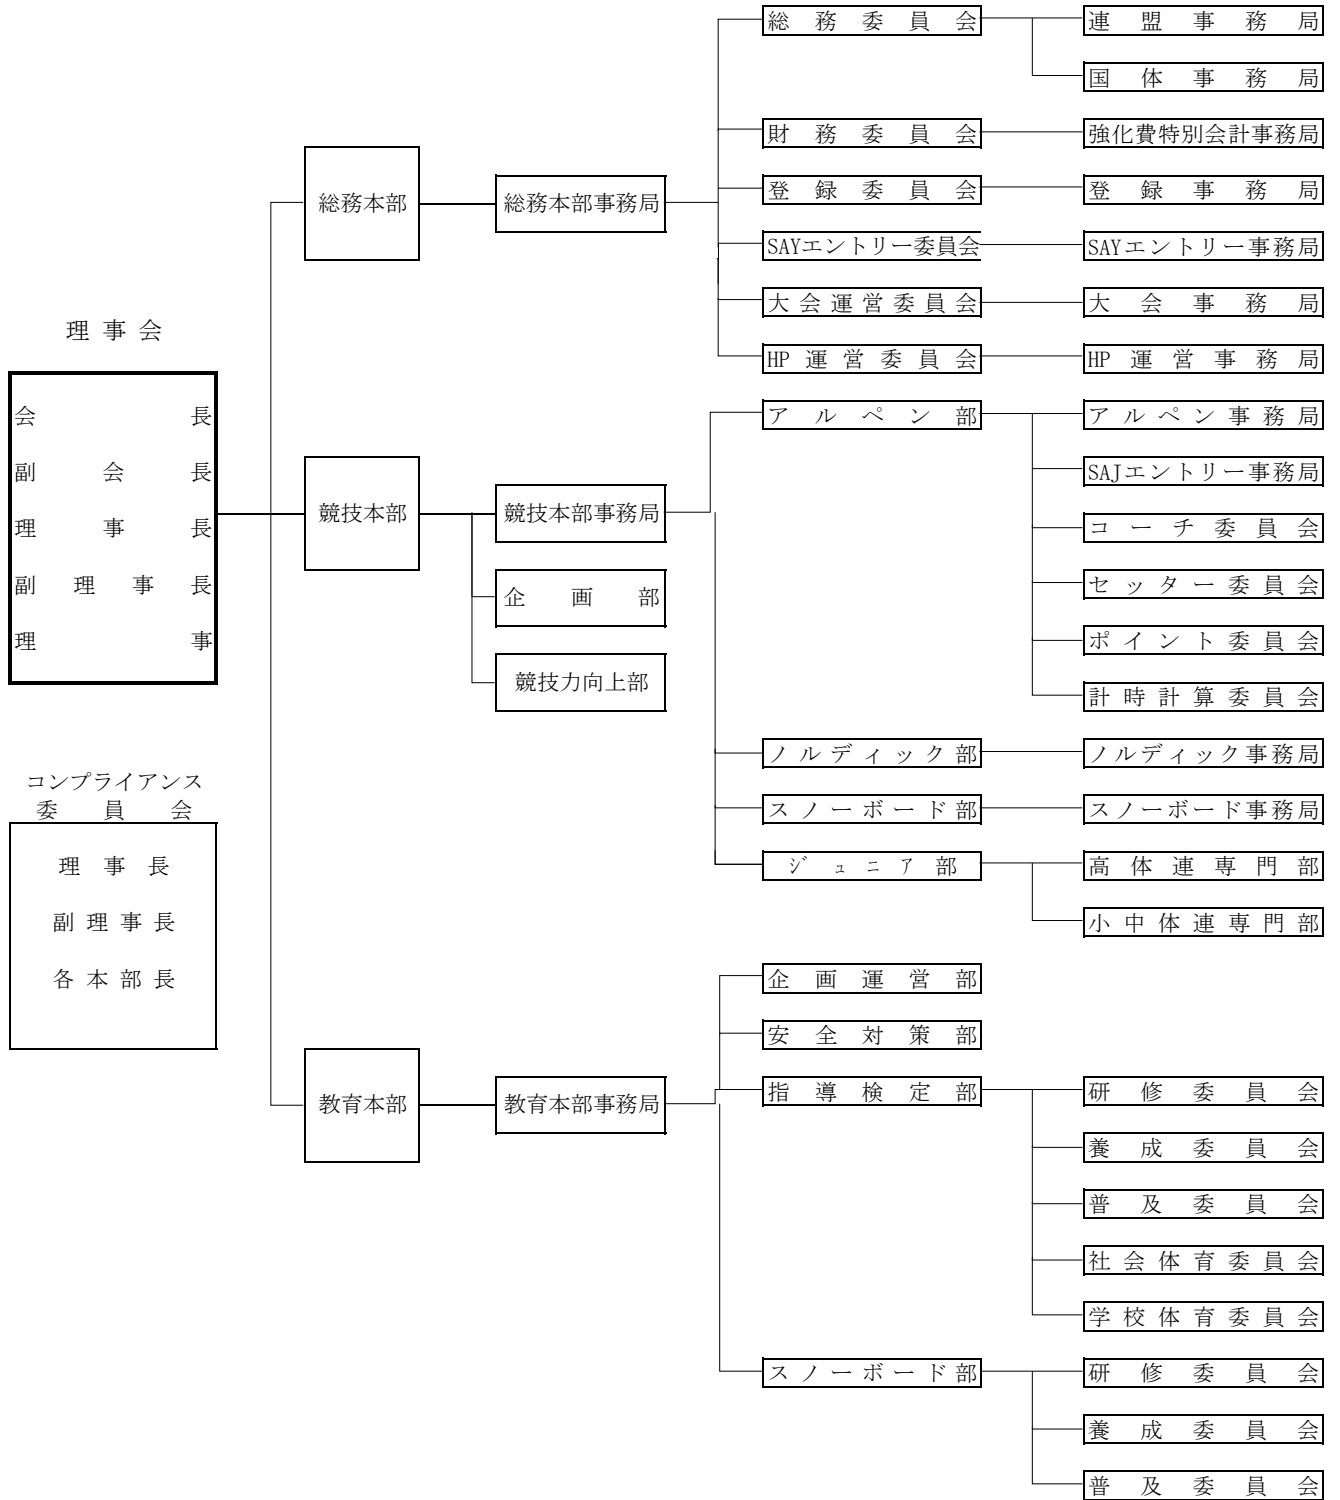 理事会
会長
副会長
理事長
副理事長
理事
コンプライアンス
委員会
理事長
副理事長
各本部長
総務本部
総務本部事務局
総務委員会
連盟事務局
国体事務局
財務委員会
強化費特別会計事務局
登録委員会
登録事務局
SAYエントリー委員会
SAYエントリー事務局
大会運営委員会
大会事務局
HP運営委員会
HP運営事務局
競技本部
競技本部事務局
企画部
競技力向上部
アルペン部
アルペン事務局
SAJエントリー事務局
コーチ委員会
セッター委員会
ポイント委員会
計時計算委員会
ノルディック部
ノルディック事務局
スノーボード部
スノーボード事務局
ジュニア部
高体連専門部
小中体連専門部
教育本部
教育本部事務局
企画運営部
安全対策部
指導検定部
研修委員会
養成委員会
普及委員会
社会体育委員会
学校体育委員会
スノーボード部
研修委員会
養成委員会
普及委員会